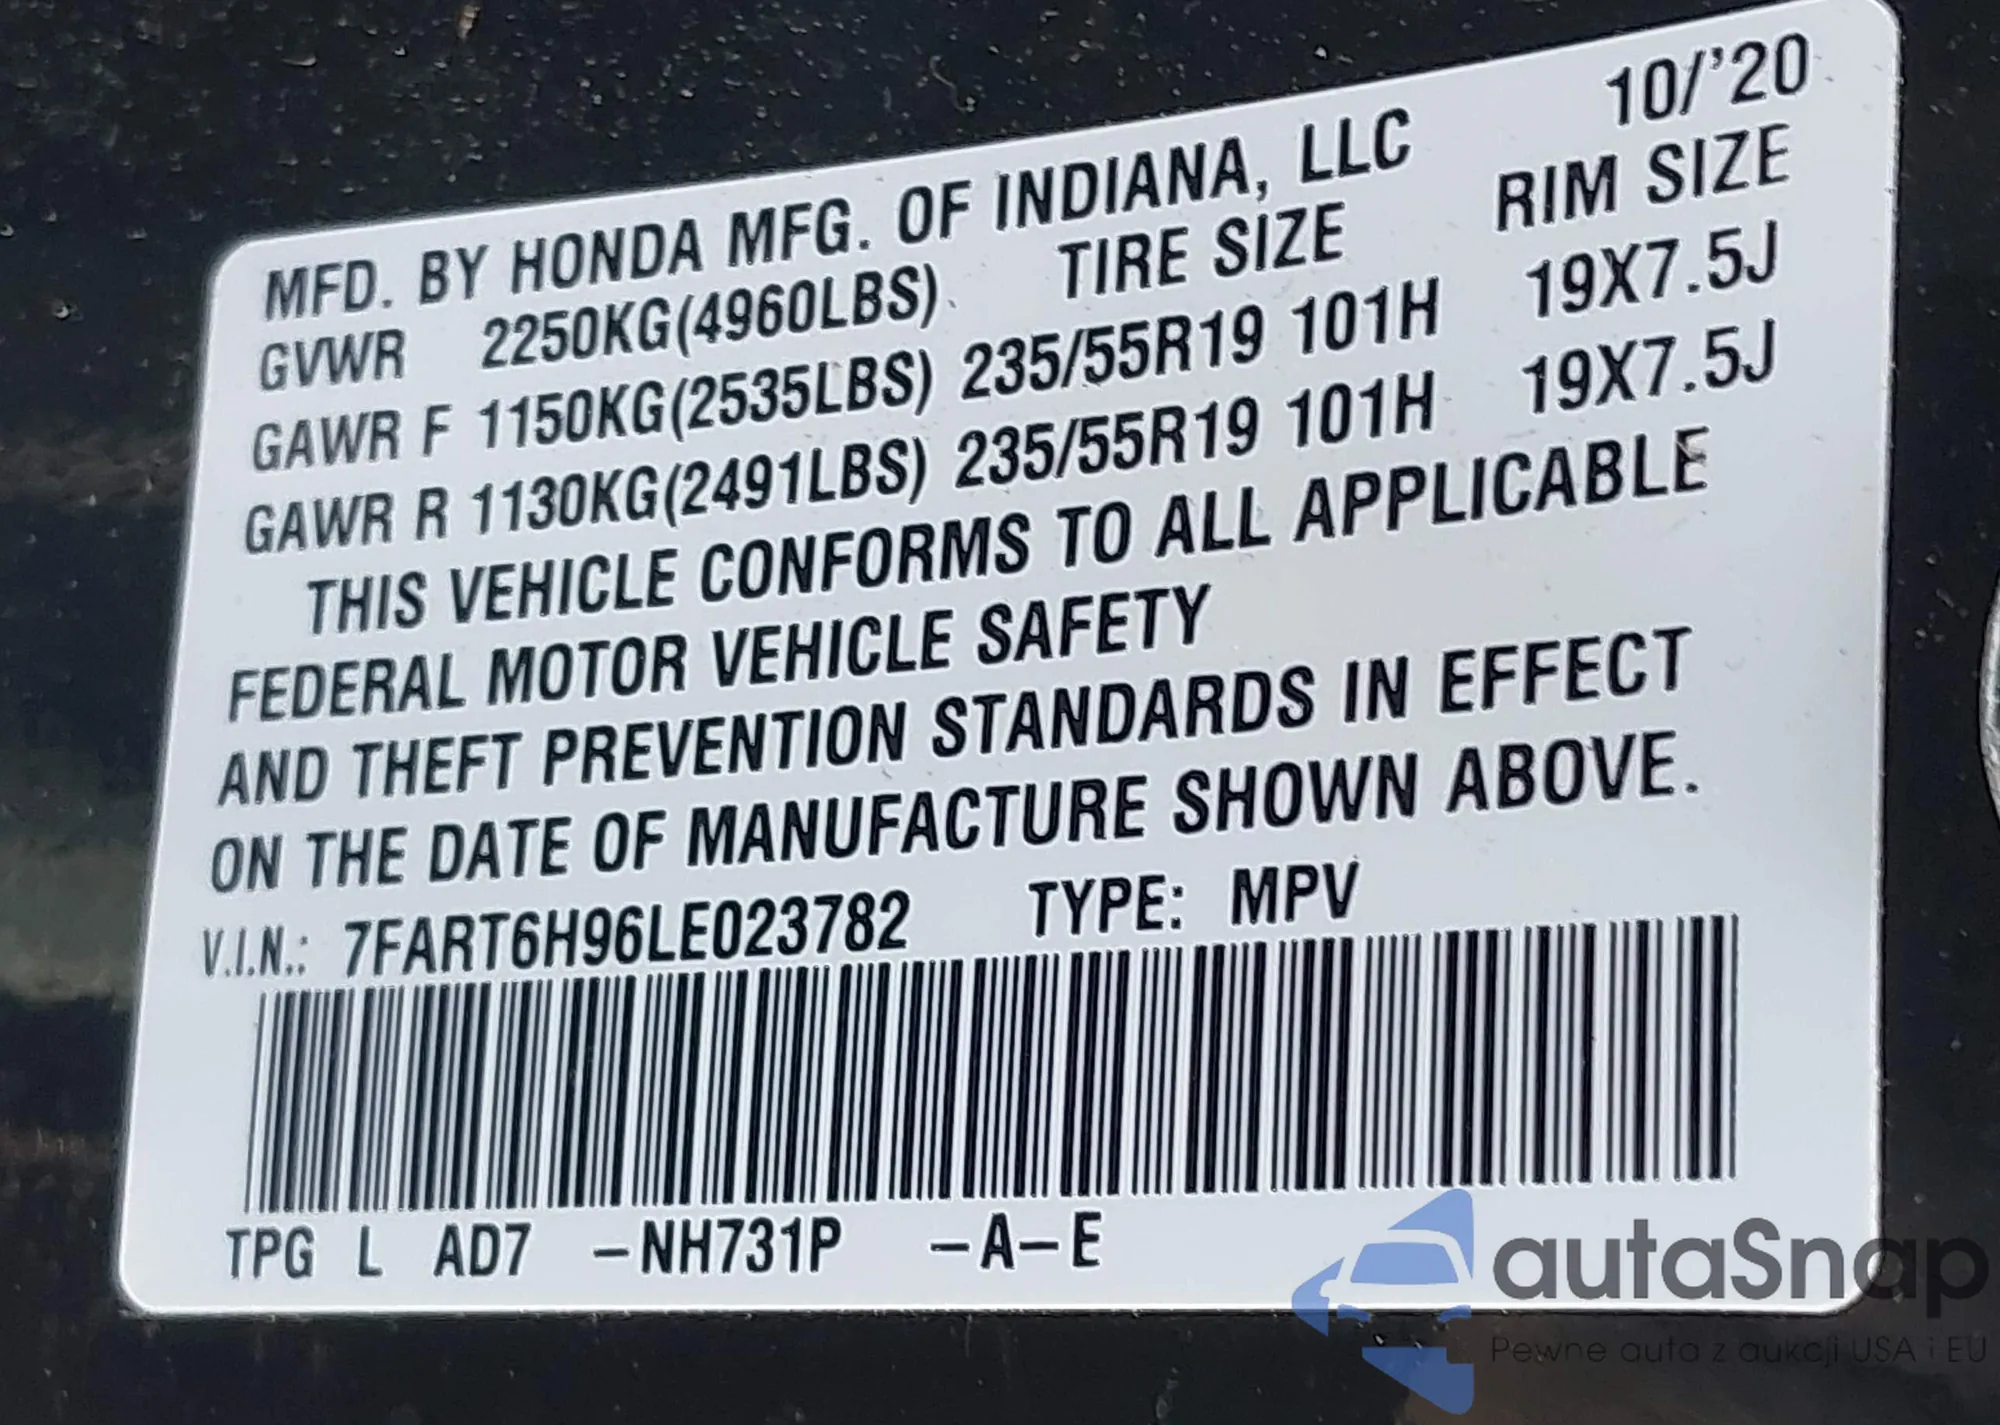 10/'20
MFD. BY HONDA MFG. OF INDIANA, LLC
GVWR 2250KG(4960LBS) TIRE SIZE RIM SIZE
GAWR F 1150KG(2535LBS) 235/55R19 101H 19X7.5J
GAWR R 1130KG(2491LBS) 235/55R19 101H 19X7.5J
THIS VEHICLE CONFORMS TO ALL APPLICABLE
FEDERAL MOTOR VEHICLE SAFETY
AND THEFT PREVENTION STANDARDS IN EFFECT
ON THE DATE OF MANUFACTURE SHOWN ABOVE.
V.I.N.: 7FART6H96LE023782 TYPE: MPV
TPG L AD7 -NH731P -A-E
autaSnap
Pewne auta z aukcji USA i EU